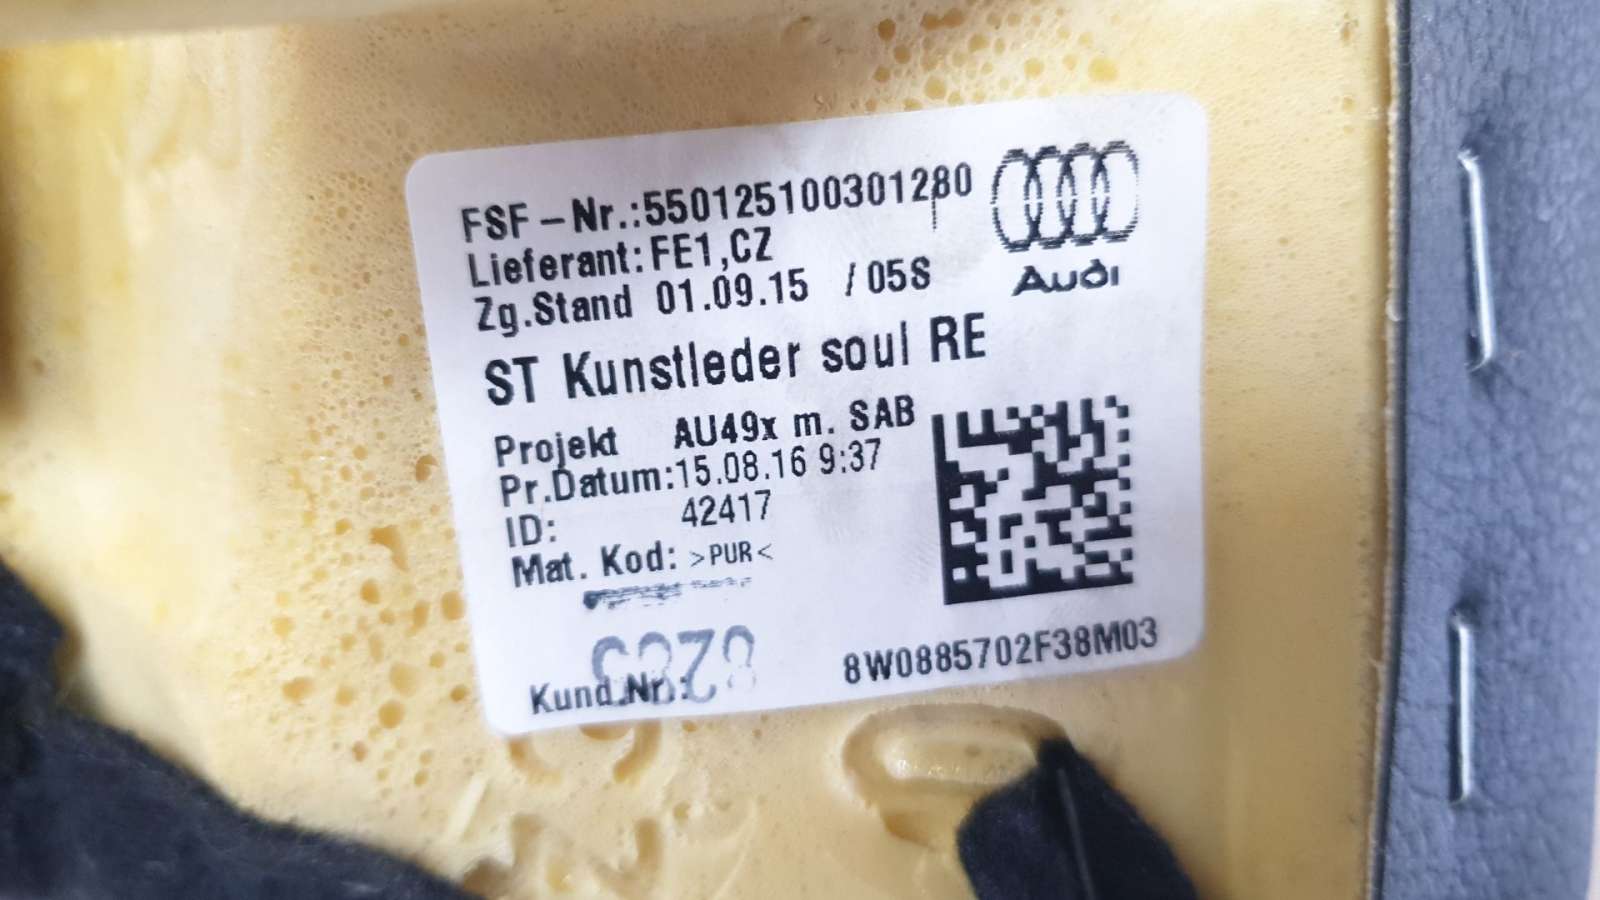 FSF-Nr.:550125100301280
Lieferant: FE1,CZ
Zg.Stand 01.09.15 /05S
Audi
ST Kunstleder soul RE
Projekt AU49x m. SAB
Pr.Datum:15.08.16 9:37
ID: 42417
Mat. Kod: >PUR<
Kund.Nr.:
8W0885702F38M03